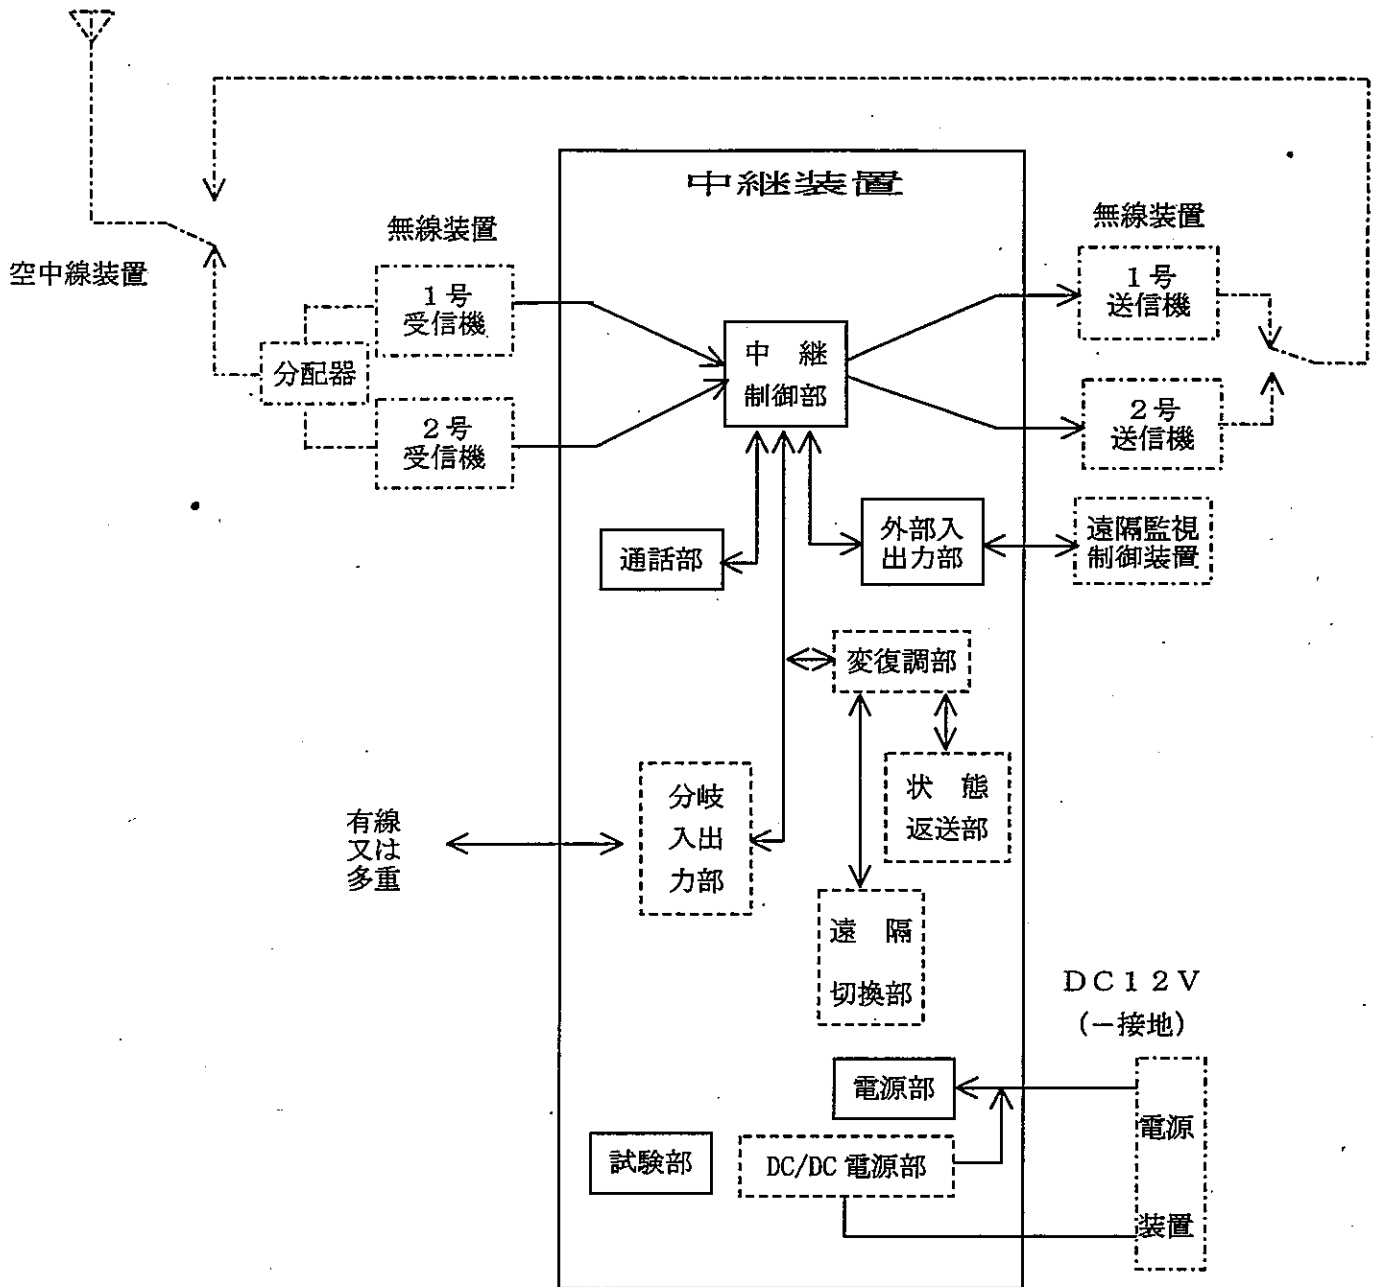 中継装置
無線装置
無線装置
空中線装置
1号
受信機
1号
送信機
分配器
中　継
制御部
2号
受信機
2号
送信機
通話部
外部入
出力部
遠隔監視
制御装置
変復調部
分岐
入出
力部
状　態
返送部
有線
又は
多重
遠　隔
切換部
DC12V
(－接地)
電源部
電源
装置
試験部
DC/DC 電源部